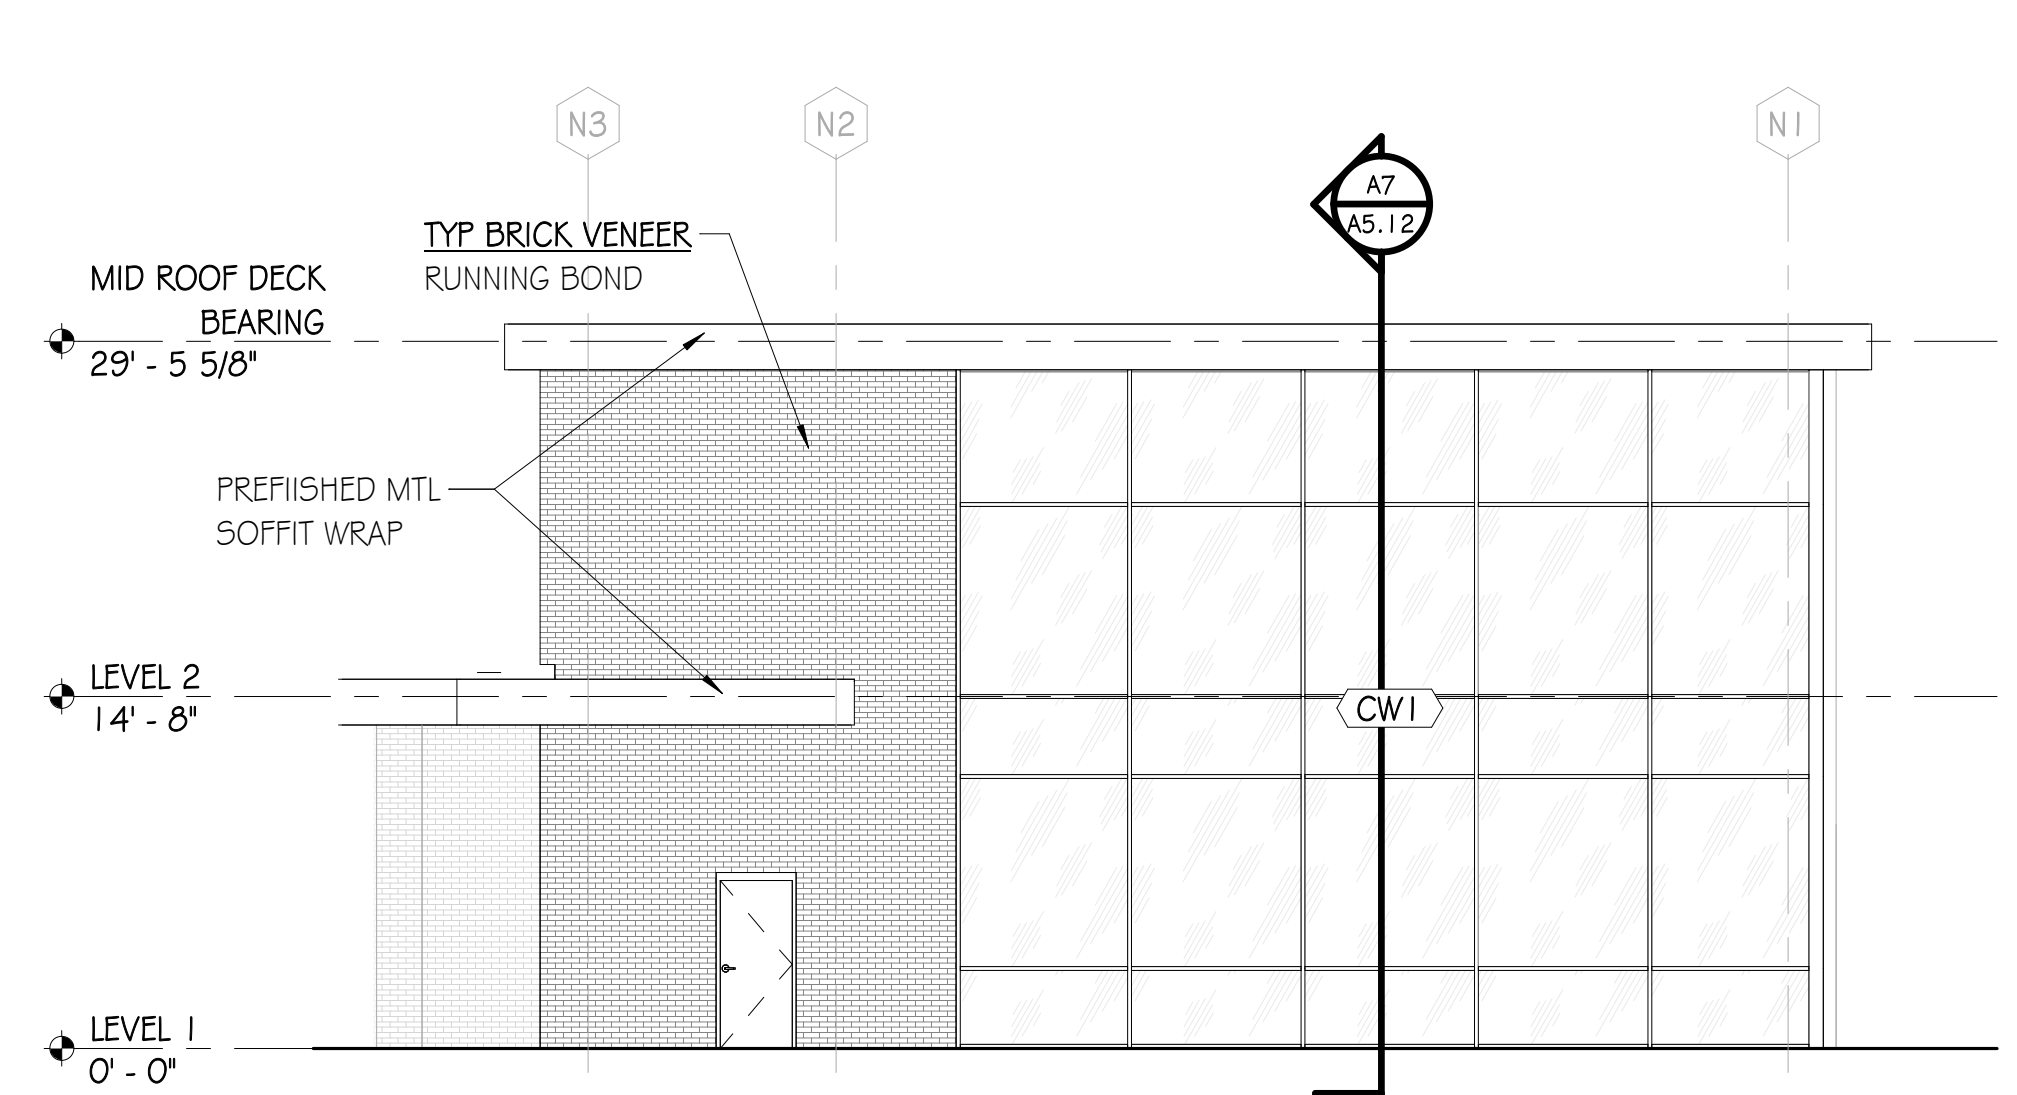 N3
N2
N1
A7
A5.12
TYP BRICK VENEER
RUNNING BOND
MID ROOF DECK
BEARING
29' - 5 5/8"
PREFIISHED MTL
SOFFIT WRAP
LEVEL 2
14' - 8"
CW1
LEVEL 1
0' - 0"